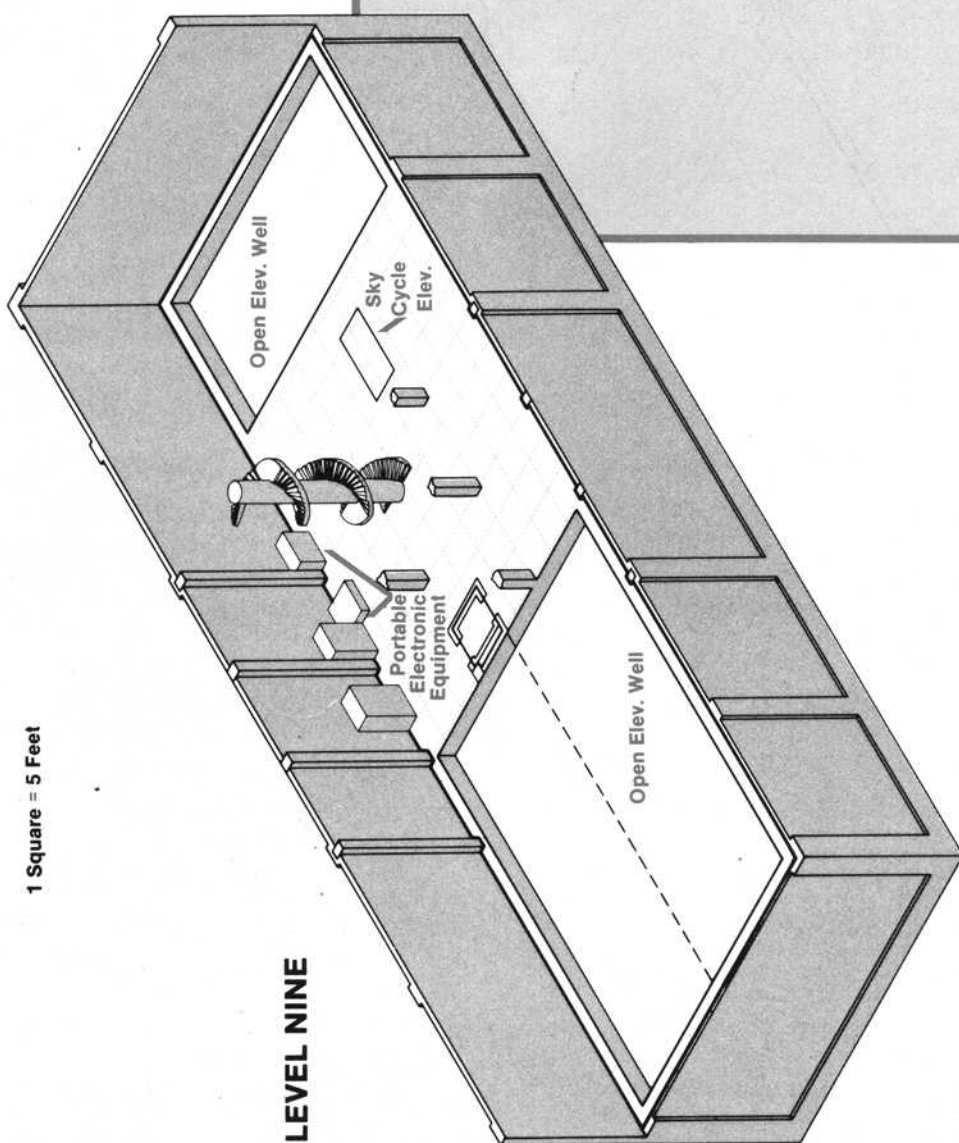 1 Square = 5 Feet
LEVEL NINE
Open Elev. Well
Sky
Cycle
Elev.
Portable
Electronic
Equipment
Open Elev. Well